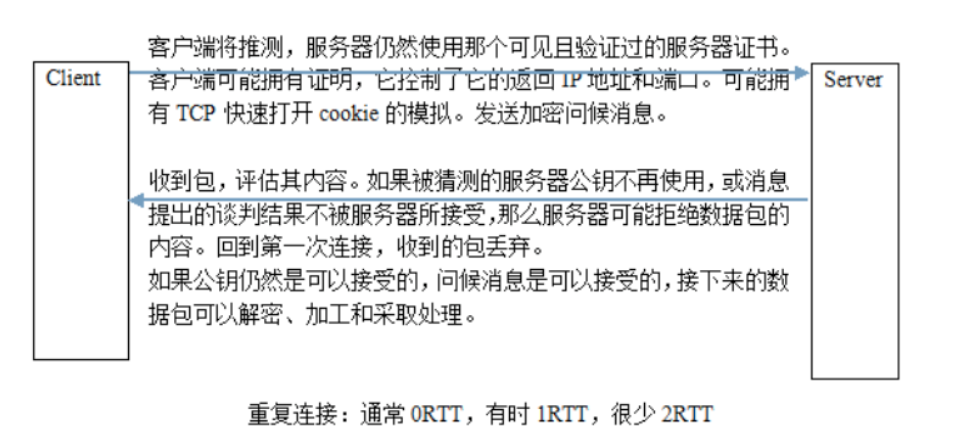 客户端将推测，服务器仍然使用那个可见且验证过的服务器证书。
Client
客户端可能拥有证明，它控制了它的返回 IP 地址和端口。可能拥
Server
有 TCP 快速打开 cookie 的模拟。发送加密问候消息。
收到包，评估其内容。如果被猜测的服务器公钥不再使用，或消息
提出的谈判结果不被服务器所接受，那么服务器可能拒绝数据包的
内容。回到第一次连接，收到的包丢弃。
如果公钥仍然是可以接受的，问候消息是可以接受的，接下来的数
据包可以解密、加工和采取处理。
重复连接：通常 0RTT，有时 1RTT，很少 2RTT